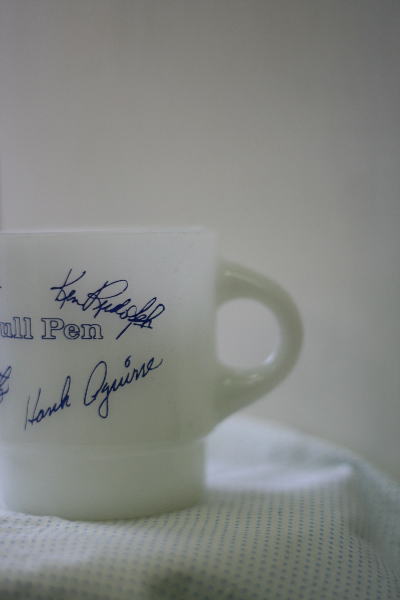 Ken Rudolph
ull Pen
Hank Aguirre